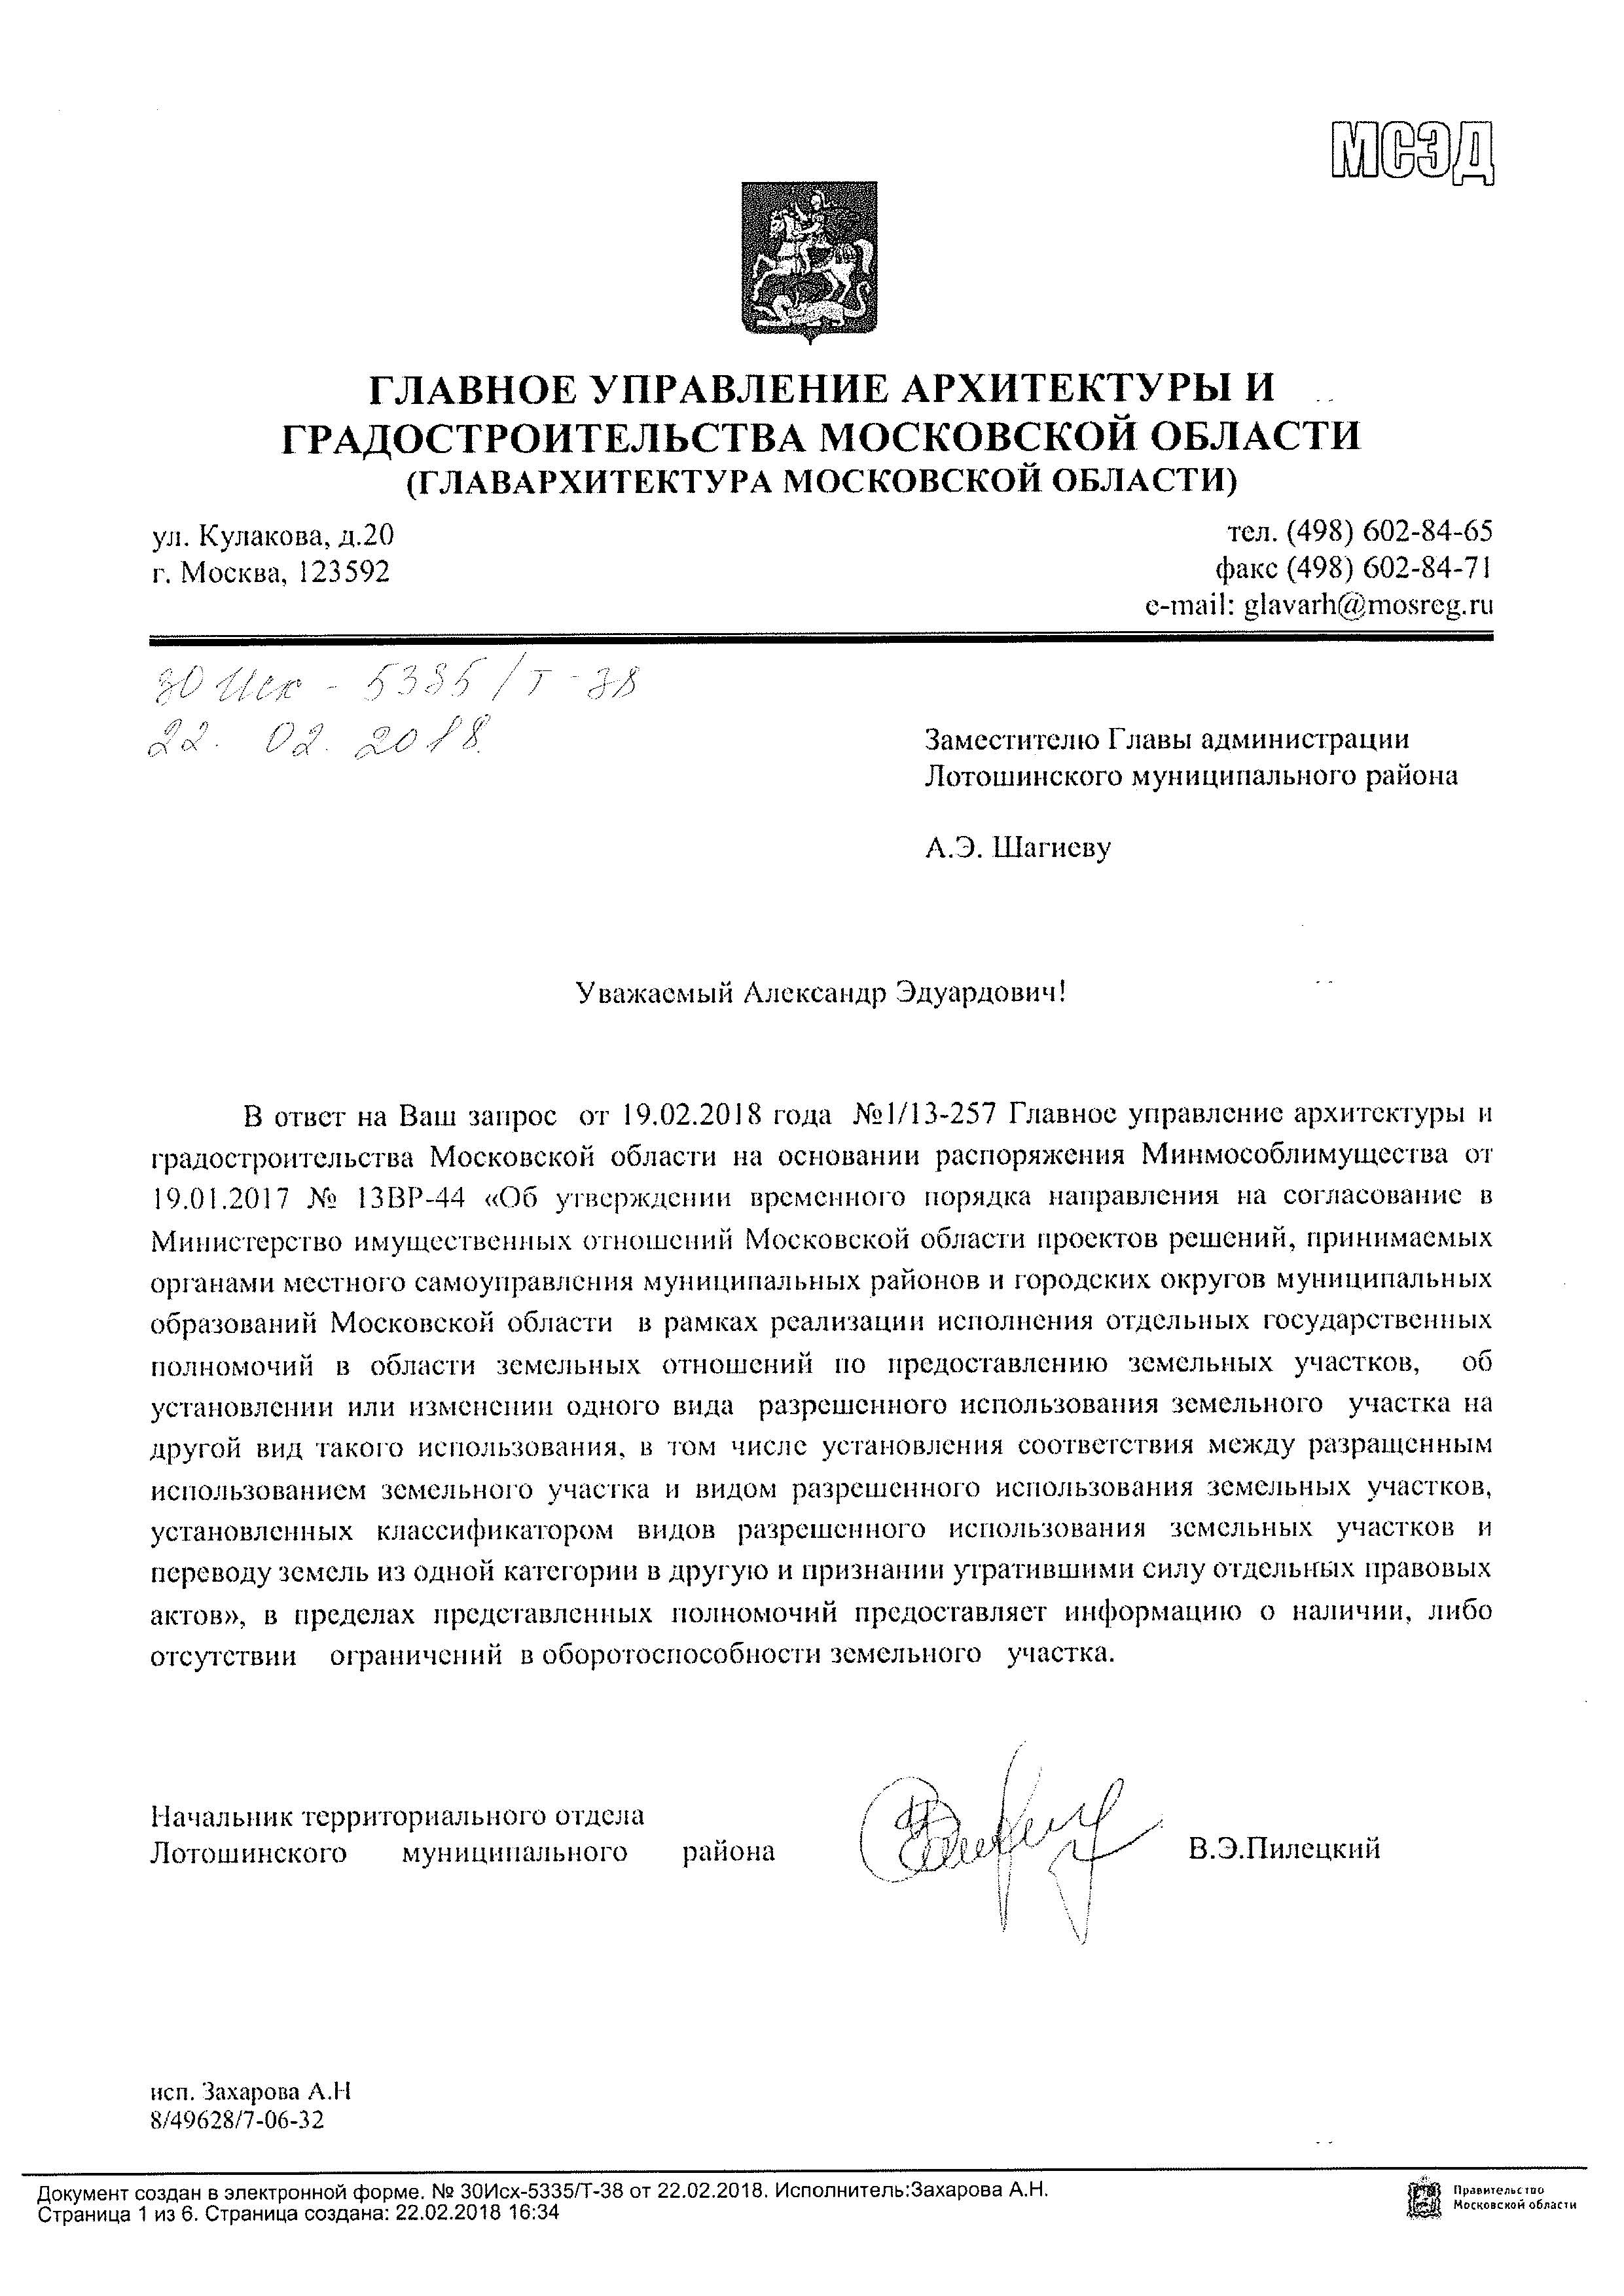 МСЭД
ГЛАВНОЕ УПРАВЛЕНИЕ АРХИТЕКТУРЫ И
ГРАДОСТРОИТЕЛЬСТВА МОСКОВСКОЙ ОБЛАСТИ
(ГЛАВАРХИТЕКТУРА МОСКОВСКОЙ ОБЛАСТИ)
ул. Кулакова, д.20
г. Москва, 123592
тел. (498) 602-84-65
факс (498) 602-84-71
e-mail: glavarh@mosreg.ru
30Исх - 5335/Т-38
22. 02. 2018.
Заместителю Главы администрации
Лотошинского муниципального района
А.Э. Шагиеву
Уважаемый Александр Эдуардович!
В ответ на Ваш запрос от 19.02.2018 года №1/13-257 Главное управление архитектуры и
градостроительства Московской области на основании распоряжения Минмособлимущества от
19.01.2017 № 13ВР-44 «Об утверждении временного порядка направления на согласование в
Министерство имущественных отношений Московской области проектов решений, принимаемых
органами местного самоуправления муниципальных районов и городских округов муниципальных
образований Московской области в рамках реализации исполнения отдельных государственных
полномочий в области земельных отношений по предоставлению земельных участков, об
установлении или изменении одного вида разрешенного использования земельного участка на
другой вид такого использования, в том числе установления соответствия между разращенным
использованием земельного участка и видом разрешенного использования земельных участков,
установленных классификатором видов разрешенного использования земельных участков и
переводу земель из одной категории в другую и признании утратившими силу отдельных правовых
актов», в пределах представленных полномочий предоставляет информацию о наличии, либо
отсутствии ограничений в оборотоспособности земельного участка.
Начальник территориального отдела
Лотошинского муниципального района
В.Э.Пилецкий
исп. Захарова А.Н
8/49628/7-06-32
Документ создан в электронной форме. № 30Исх-5335/Т-38 от 22.02.2018. Исполнитель:Захарова А.Н.
Страница 1 из 6. Страница создана: 22.02.2018 16:34
Правительство
Московской области